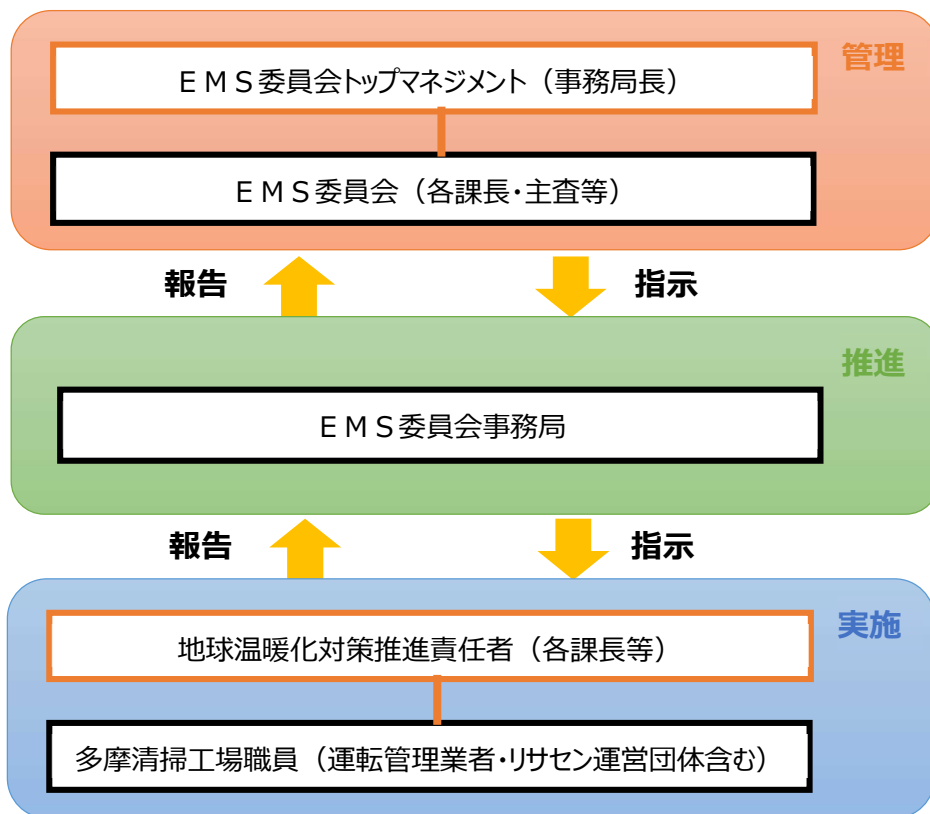 管理
ＥＭＳ委員会トップマネジメント（事務局長）
ＥＭＳ委員会（各課長・主査等）
報告 指示
推進
ＥＭＳ委員会事務局
報告 指示
実施
地球温暖化対策推進責任者（各課長等）
多摩清掃工場職員（運転管理業者・リサセン運営団体含む）